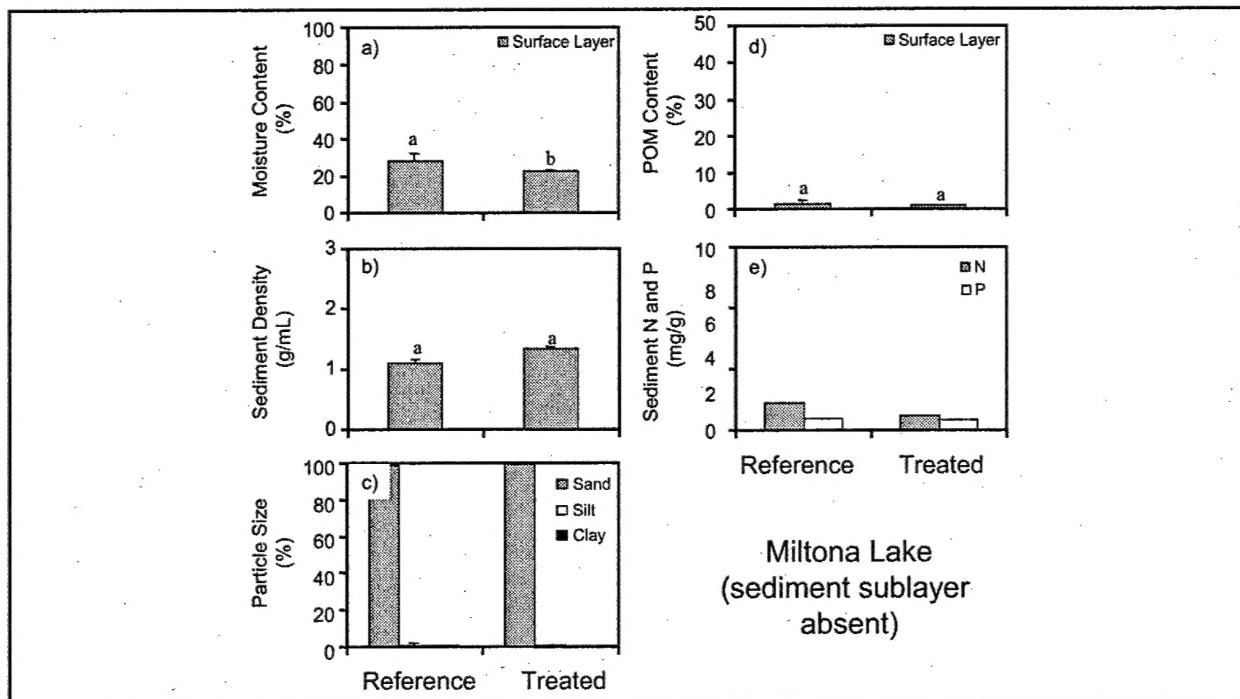 a)
Surface Layer
Moisture Content
(%)
100
80
60
40
20
0
a
b
b)
Sediment Density
(g/mL)
3
2
1
0
a
a
c)
Sand
Silt
Clay
Particle Size
(%)
100
80
60
40
20
0
Reference
Treated
d)
Surface Layer
POM Content
(%)
50
40
30
20
10
0
a
a
e)
N
P
Sediment N and P
(mg/g)
10
8
6
4
2
0
Reference
Treated
Miltona Lake
(sediment sublayer
absent)